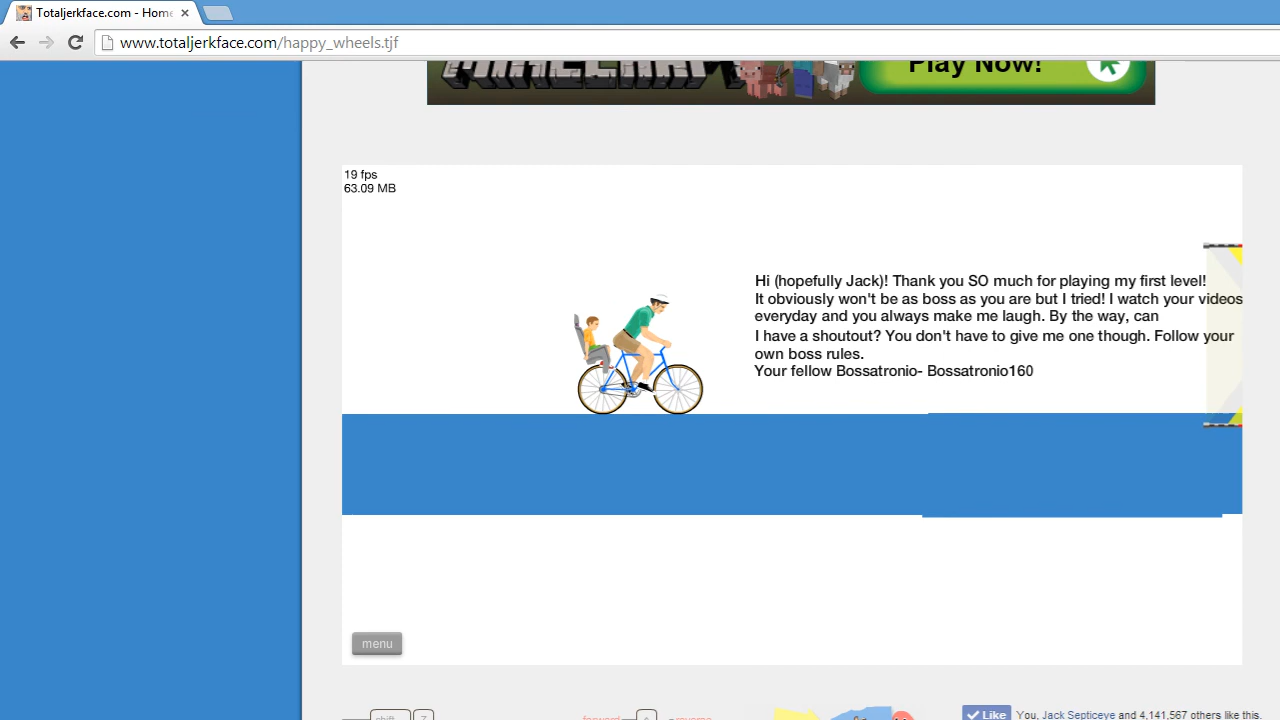 Totaljerkface.com - Home
www.totaljerkface.com/happy_wheels.tjf
MINECRAFT
Play Now!
19 fps
63.09 MB
Hi (hopefully Jack)! Thank you SO much for playing my first level!
It obviously won't be as boss as you are but I tried! I watch your videos
everyday and you always make me laugh. By the way, can
I have a shoutout? You don't have to give me one though. Follow your
own boss rules.
Your fellow Bossatronio- Bossatronio160
menu
shift Z forward reverse
Like You, Jack Septiceye and 4,141,567 others like this.